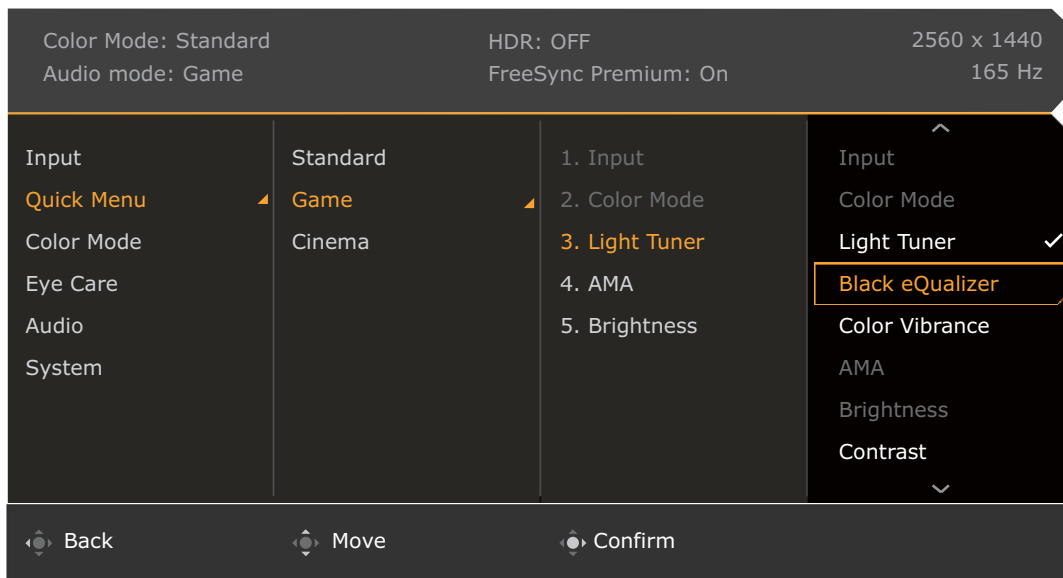 Color Mode: Standard
HDR: OFF
2560 x 1440
Audio mode: Game
FreeSync Premium: On
165 Hz
Input
Quick Menu
Color Mode
Eye Care
Audio
System
Standard
Game
Cinema
1. Input
2. Color Mode
3. Light Tuner
4. AMA
5. Brightness
Input
Color Mode
Light Tuner
Black eQualizer
Color Vibrance
AMA
Brightness
Contrast
Back
Move
Confirm